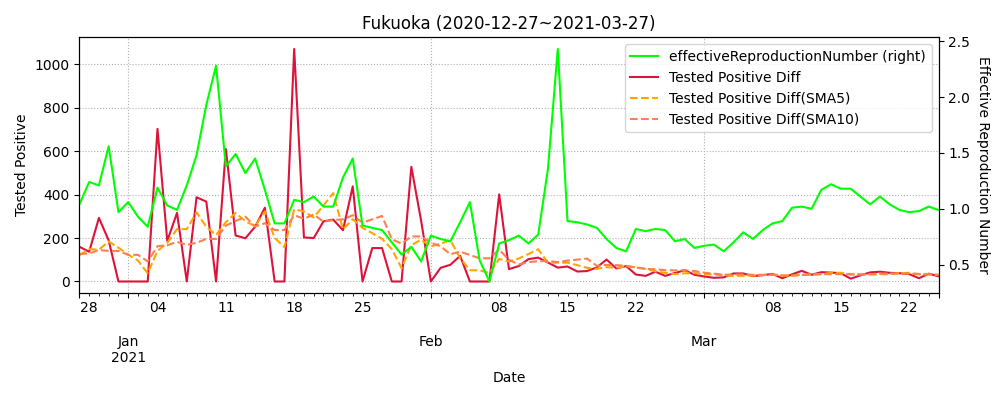 Fukuoka (2020-12-27~2021-03-27)
effectiveReproductionNumber (right)
Tested Positive Diff
Tested Positive Diff(SMA5)
Tested Positive Diff(SMA10)
Tested Positive
1000
800
600
400
200
0
2.5
2.0
1.5
1.0
0.5
Effective Reproduction Number
28 04 11 18 25 08 15 22 08 15 22
Jan Feb Mar
2021
Date